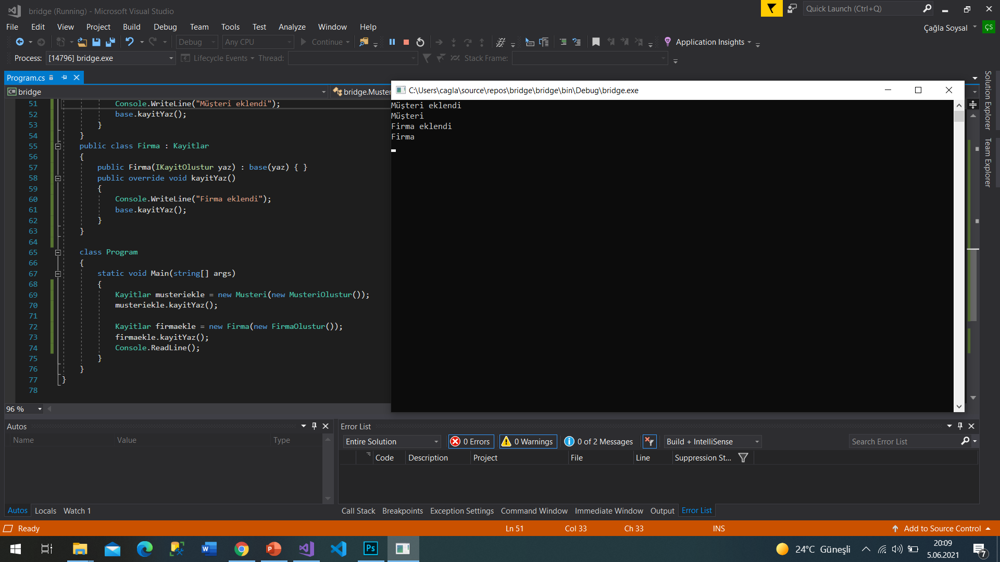 bridge (Running) - Microsoft Visual Studio
Quick Launch (Ctrl+Q)
File Edit View Project Build Debug Team Tools Test Analyze Window Help
Çağla Soysal ÇS
Debug Any CPU Continue Application Insights
Process: [14796] bridge.exe Lifecycle Events Thread: Stack Frame:
Program.cs
C# bridge bridge.Muster
51 Console.WriteLine("Müşteri eklendi");
52 base.kayitYaz();
53 }
54 }
55 public class Firma : Kayitlar
56 {
57 public Firma(IKayitOlustur yaz) : base(yaz) { }
58 public override void kayitYaz()
59 {
60 Console.WriteLine("Firma eklendi");
61 base.kayitYaz();
62 }
63 }
64
65 class Program
66 {
67 static void Main(string[] args)
68 {
69 Kayitlar musteriekle = new Musteri(new MusteriOlustur());
70 musteriekle.kayitYaz();
71
72 Kayitlar firmaekle = new Firma(new FirmaOlustur());
73 firmaekle.kayitYaz();
74 Console.ReadLine();
75 }
76 }
77 }
78
96 %
C:\Users\cagla\source\repos\bridge\bridge\bin\Debug\bridge.exe
Müşteri eklendi
Müşteri
Firma eklendi
Firma
Solution Explorer
Team Explorer
Autos
Name Value Type
Autos Locals Watch 1
Error List
Entire Solution 0 Errors 0 Warnings 0 of 2 Messages Build + IntelliSense Search Error List
Code Description Project File Line Suppression St...
Call Stack Breakpoints Exception Settings Command Window Immediate Window Output Error List
Ready Ln 51 Col 33 Ch 33 INS Add to Source Control
24°C Güneşli
20:09
5.06.2021
7